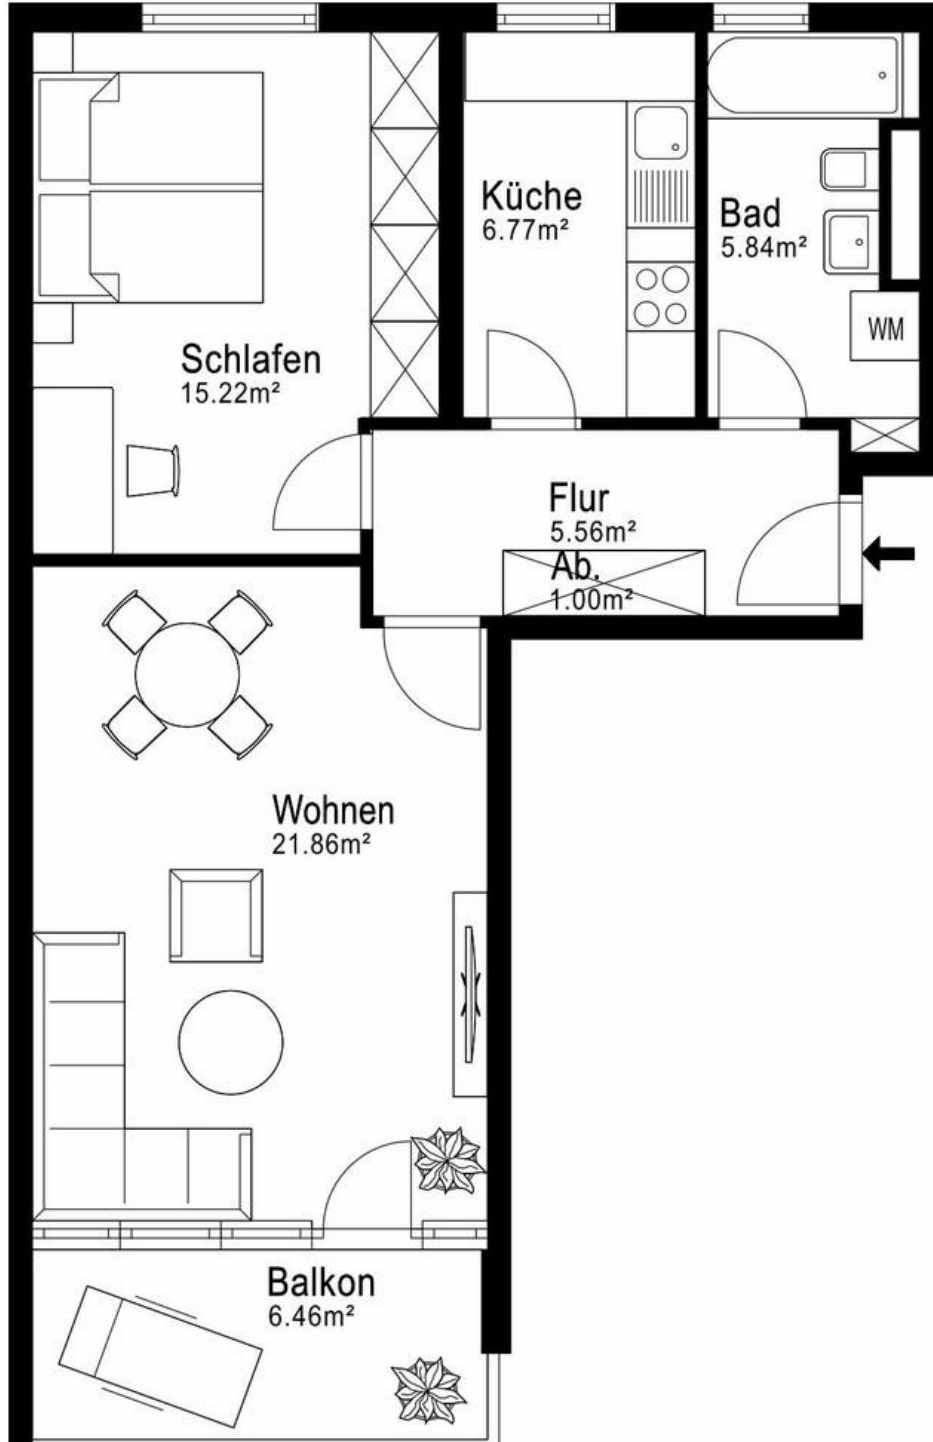 Küche
6.77m²
Bad
5.84m²
WM
Schlafen
15.22m²
Flur
5.56m²
Ab.
1.00m²
Wohnen
21.86m²
Balkon
6.46m²